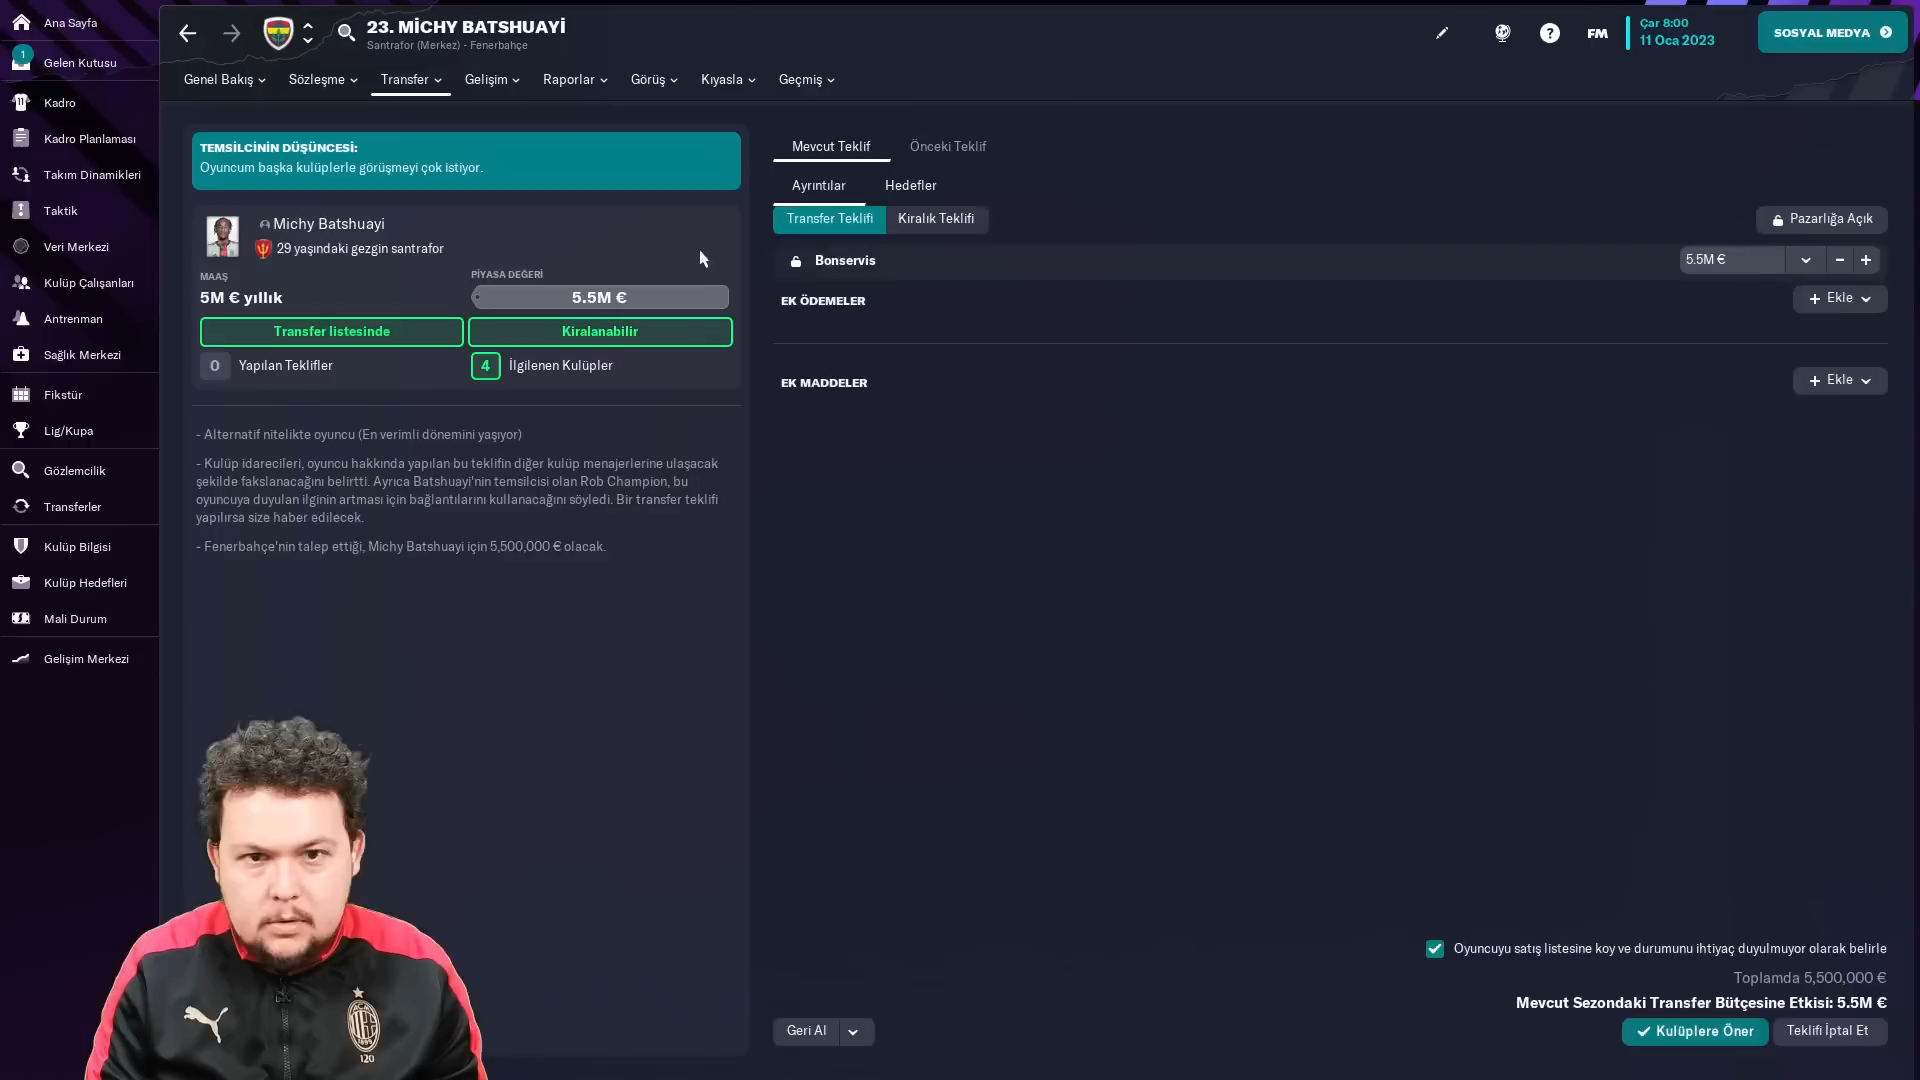 Ana Sayfa
1
Gelen Kutusu
Kadro
Kadro Planlaması
Takım Dinamikleri
Taktik
Veri Merkezi
Kulüp Çalışanları
Antrenman
Sağlık Merkezi
Fikstür
Lig/Kupa
Gözlemcilik
Transferler
Kulüp Bilgisi
Kulüp Hedefleri
Mali Durum
Gelişim Merkezi
23. MİCHY BATSHUAYİ
Santrafor (Merkez) - Fenerbahçe
?
FM
Çar 8:00
11 Oca 2023
SOSYAL MEDYA
Genel Bakış
Sözleşme
Transfer
Gelişim
Raporlar
Görüş
Kıyasla
Geçmiş
TEMSİLCİNİN DÜŞÜNCESİ:
Oyuncum başka kulüplerle görüşmeyi çok istiyor.
Michy Batshuayi
29 yaşındaki gezgin santrafor
MAAŞ
5M € yıllık
PİYASA DEĞERİ
5.5M €
Transfer listesinde
Kiralanabilir
0 Yapılan Teklifler
4 İlgilenen Kulüpler
- Alternatif nitelikte oyuncu (En verimli dönemini yaşıyor)
- Kulüp idarecileri, oyuncu hakkında yapılan bu teklifin diğer kulüp menajerlerine ulaşacak
şekilde fakslanacağını belirtti. Ayrıca Batshuayi'nin temsilcisi olan Rob Champion, bu
oyuncuya duyulan ilginin artması için bağlantılarını kullanacağını söyledi. Bir transfer teklifi
yapılırsa size haber edilecek.
- Fenerbahçe'nin talep ettiği, Michy Batshuayi için 5,500,000 € olacak.
Mevcut Teklif
Önceki Teklif
Ayrıntılar
Hedefler
Transfer Teklifi
Kiralık Teklifi
Pazarlığa Açık
Bonservis
5.5M €
EK ÖDEMELER
+ Ekle
EK MADDELER
+ Ekle
Oyuncuyu satış listesine koy ve durumunu ihtiyaç duyulmuyor olarak belirle
Toplamda 5,500,000 €
Mevcut Sezondaki Transfer Bütçesine Etkisi: 5.5M €
Geri Al
Kulüplere Öner
Teklifi İptal Et
ACM
1899
120